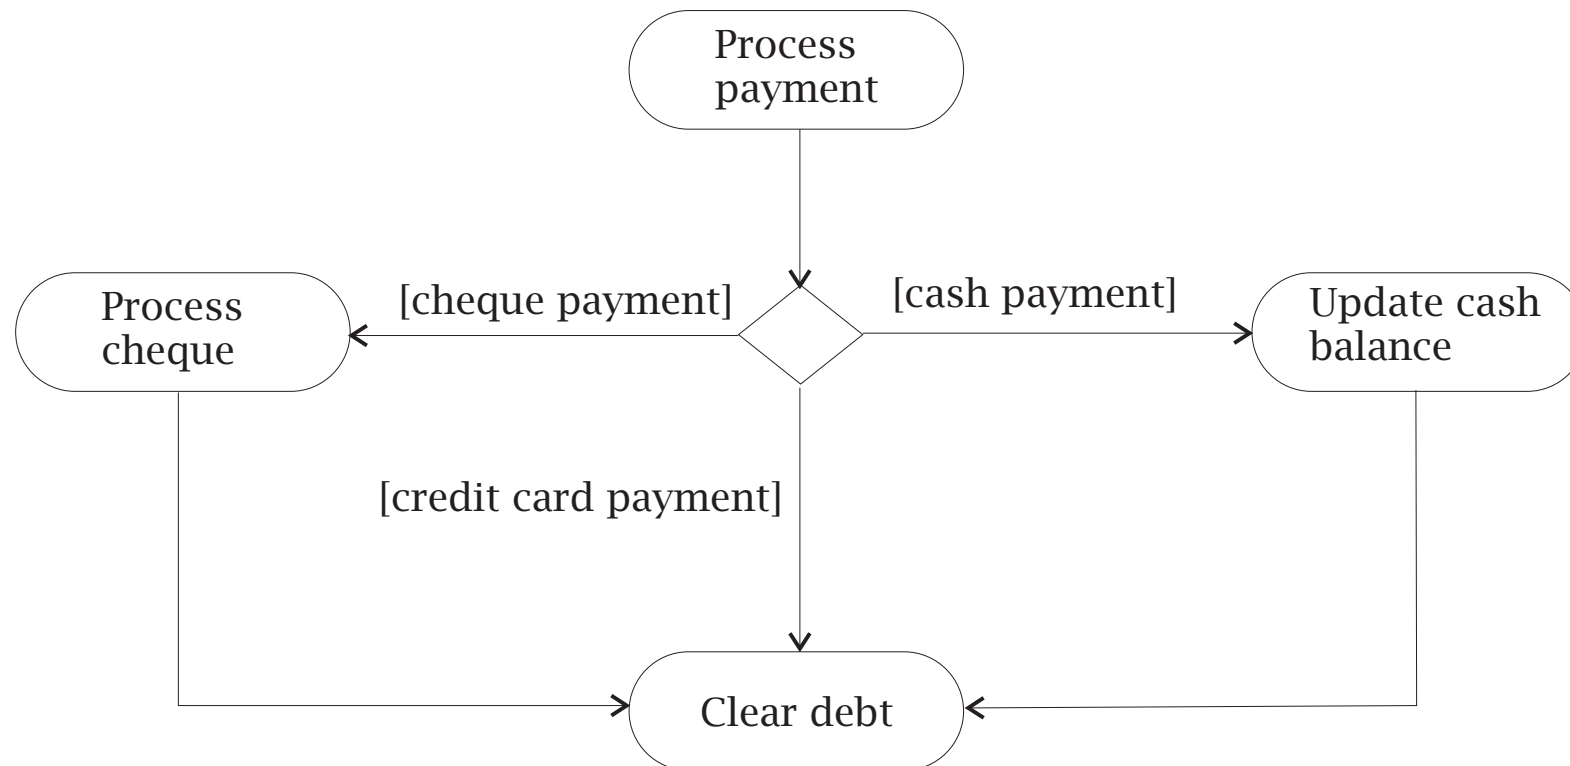 Process
payment
[cheque payment]
[cash payment]
Process
cheque
Update cash
balance
[credit card payment]
Clear debt